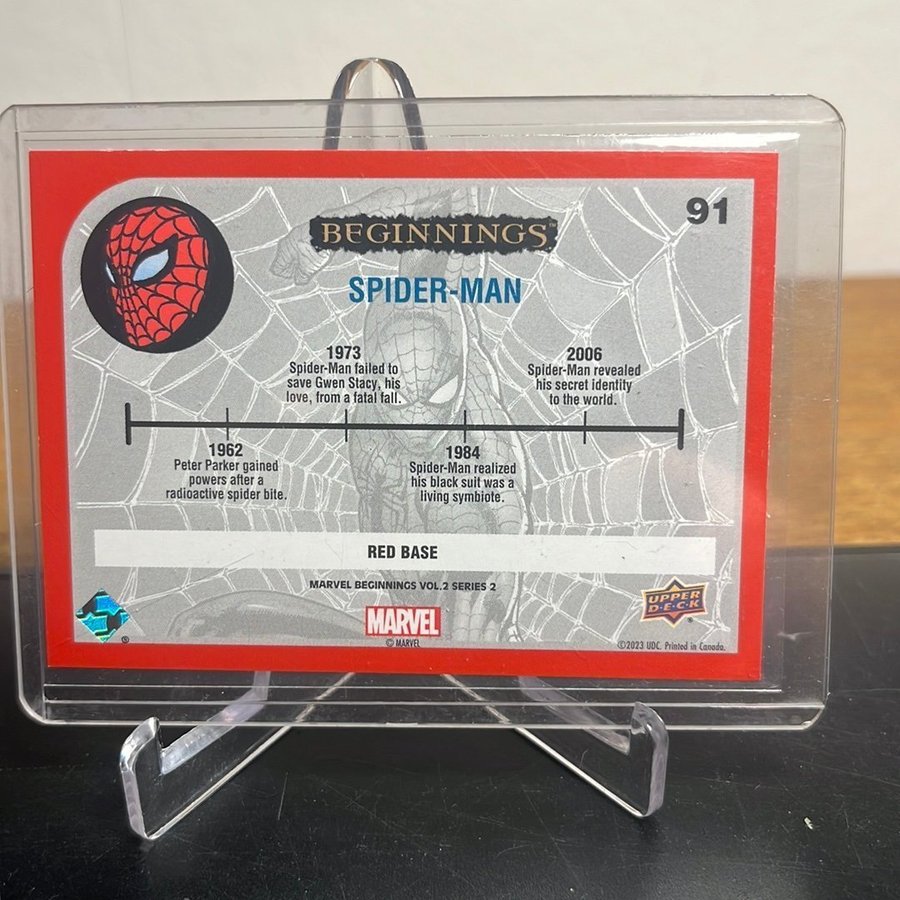 91
BEGINNINGS™
SPIDER-MAN
1973
Spider-Man failed to
save Gwen Stacy, his
love, from a fatal fall.
2006
Spider-Man revealed
his secret identity
to the world.
1962
Peter Parker gained
powers after a
radioactive spider bite.
1984
Spider-Man realized
his black suit was a
living symbiote.
RED BASE
MARVEL BEGINNINGS VOL.2 SERIES 2
UPPER
D·E·C·K
®
®
MARVEL
© MARVEL
©2023 UDC. Printed in Canada.